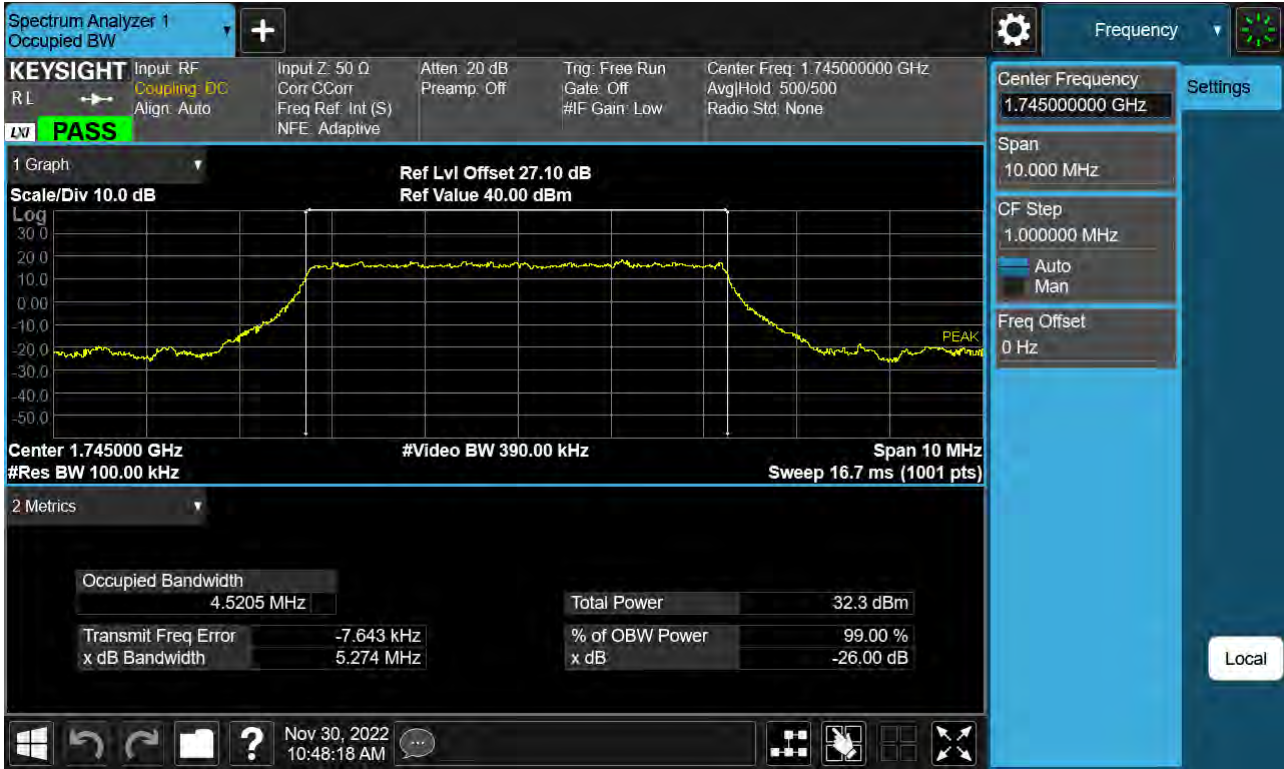 Spectrum Analyzer 1
Occupied BW
Frequency
KEYSIGHT
R L
LXI
PASS
Input: RF
Coupling: DC
Align: Auto
Input Z: 50 Ω
Corr CCorr
Freq Ref: Int (S)
NFE: Adaptive
Atten: 20 dB
Preamp: Off
Trig: Free Run
Gate: Off
#IF Gain: Low
Center Freq: 1.745000000 GHz
Avg|Hold: 500/500
Radio Std: None
1 Graph
Scale/Div 10.0 dB
Ref Lvl Offset 27.10 dB
Ref Value 40.00 dBm
Log
30.0
20.0
10.0
0.00
-10.0
-20.0
-30.0
-40.0
-50.0
PEAK
Center 1.745000 GHz
#Video BW 390.00 kHz
Span 10 MHz
#Res BW 100.00 kHz
Sweep 16.7 ms (1001 pts)
2 Metrics
Occupied Bandwidth
4.5205 MHz
Total Power 32.3 dBm
Transmit Freq Error -7.643 kHz
% of OBW Power 99.00 %
x dB Bandwidth 5.274 MHz
x dB -26.00 dB
Nov 30, 2022
10:48:18 AM
Center Frequency
1.745000000 GHz
Settings
Span
10.000 MHz
CF Step
1.000000 MHz
Auto
Man
Freq Offset
0 Hz
Local